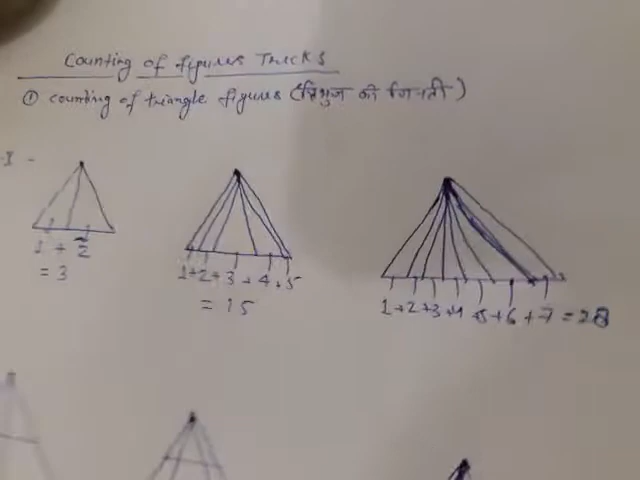 Counting of figures Tricks
① counting of triangle figures (त्रिभुज की गिनती)
I -
1 + 2
= 3
1+2+3+4+5
= 15
1+2+3+4+5+6+7=28